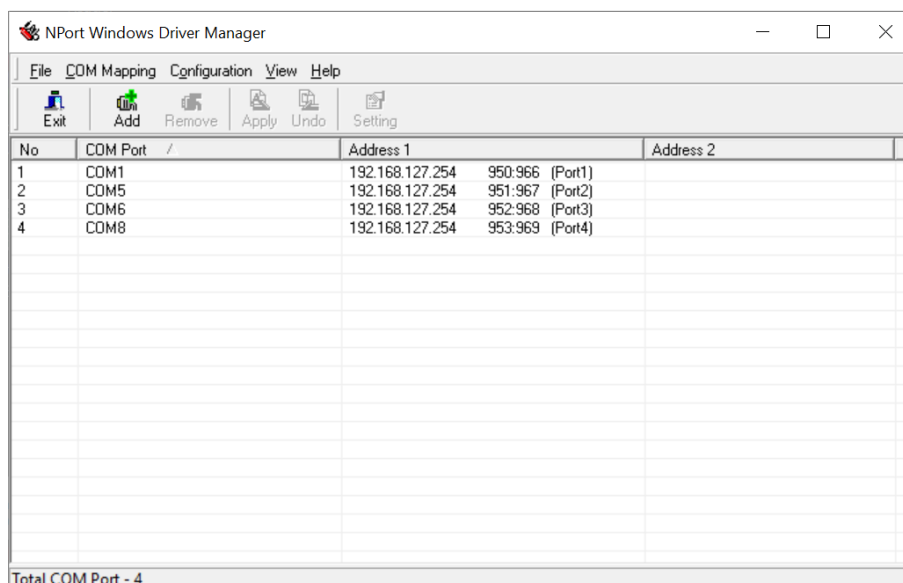 NPort Windows Driver Manager
File COM Mapping Configuration View Help
Exit Add Remove Apply Undo Setting
No COM Port / Address 1 Address 2
1 COM1 192.168.127.254 950:966 (Port1)
2 COM5 192.168.127.254 951:967 (Port2)
3 COM6 192.168.127.254 952:968 (Port3)
4 COM8 192.168.127.254 953:969 (Port4)
Total COM Port - 4